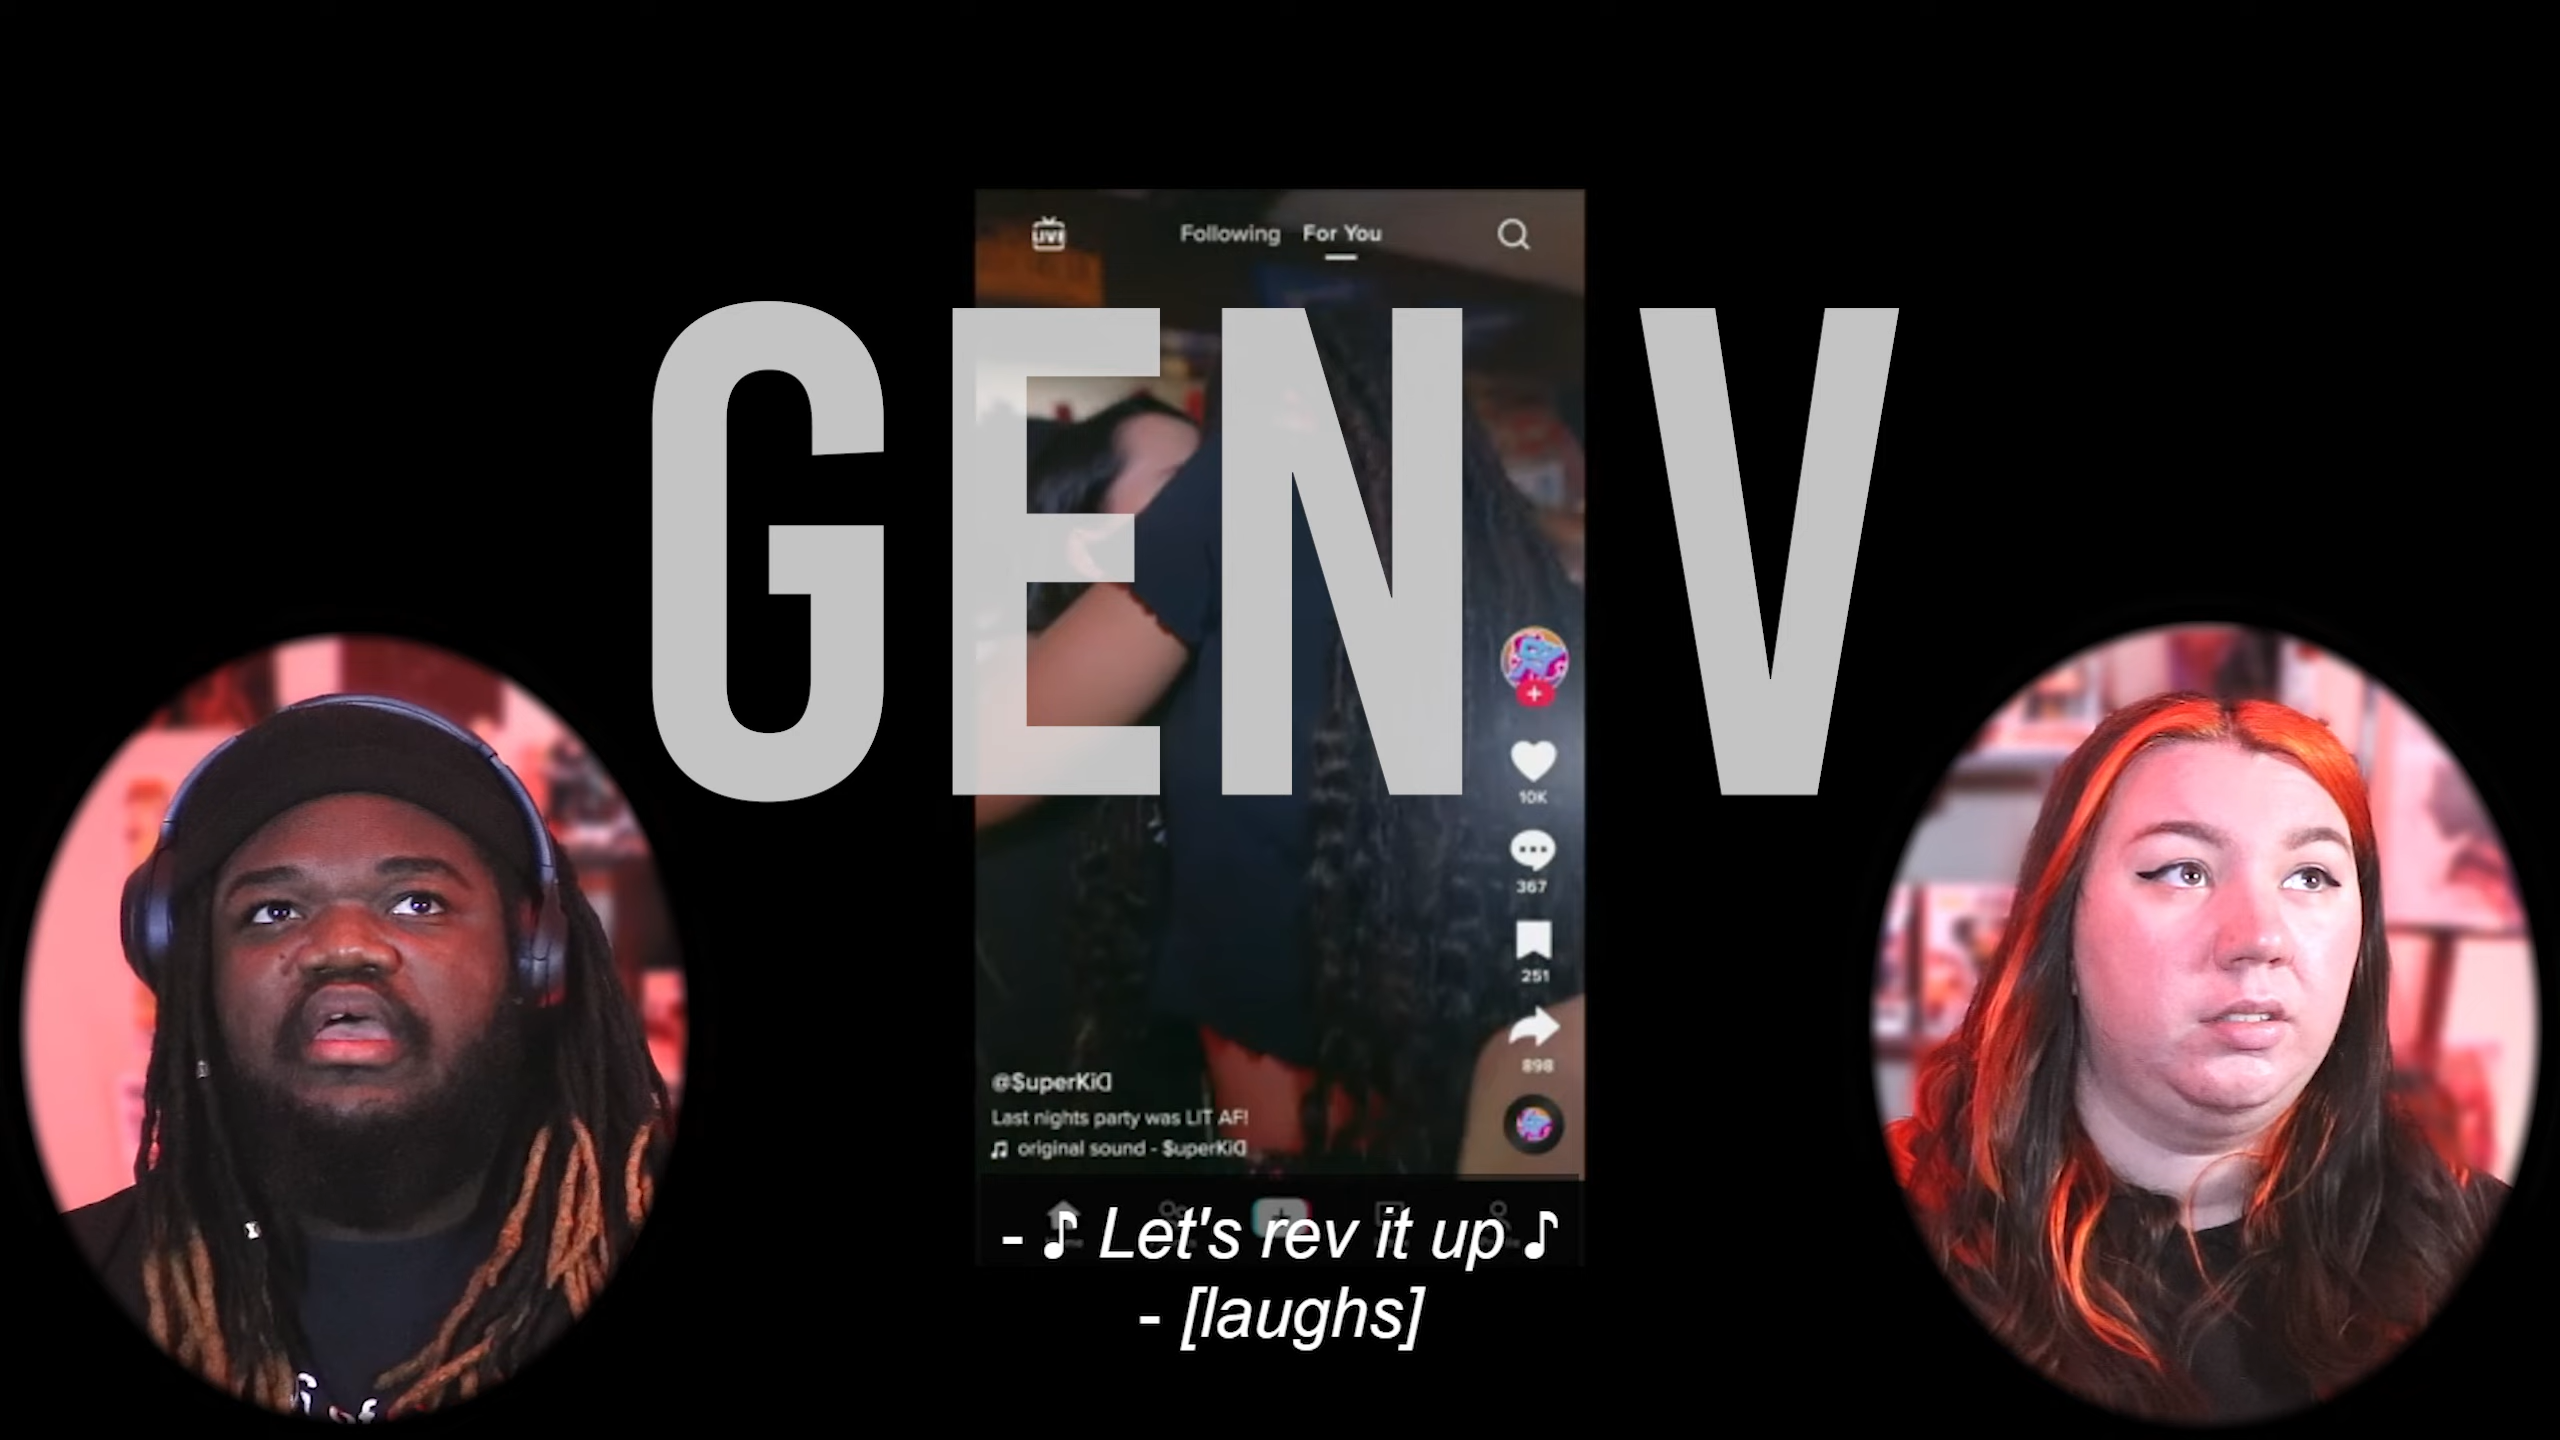 LIVE
Following For You
GEN V
10K
367
251
898
@$uperKiD
Last nights party was LIT AF!
original sound - $uperKiD
- ♪ Let's rev it up ♪
- [laughs]